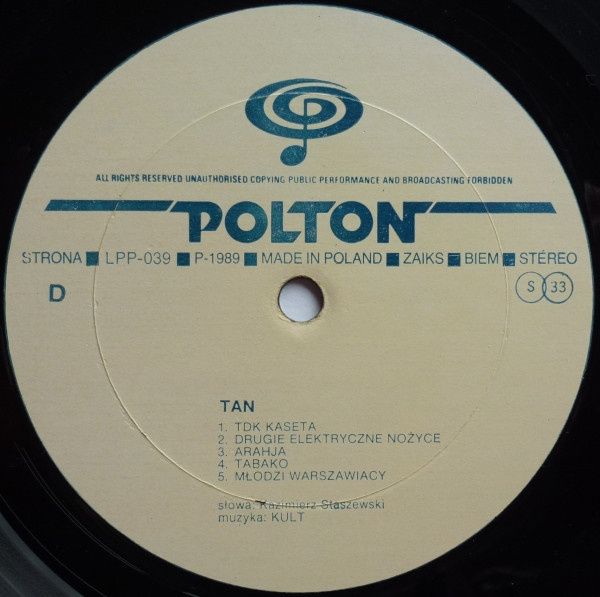 ALL RIGHTS RESERVED UNAUTHORISED COPYING PUBLIC PERFORMANCE AND BROADCASTING FORBIDDEN
POLTON
STRONA ■ LPP-039 ■ P-1989 ■ MADE IN POLAND ■ ZAIKS ■ BIEM ■ STEREO
D
S 33
TAN
1. TDK KASETA
2. DRUGIE ELEKTRYCZNE NOŻYCE
3. ARAHJA
4. TABAKO
5. MŁODZI WARSZAWIACY
słowa: Kazimierz Staszewski
muzyka: KULT